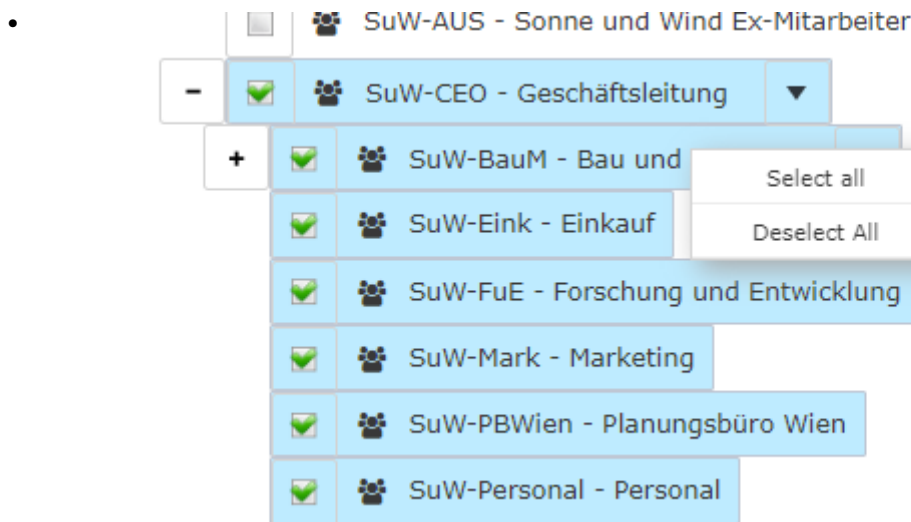 SuW-AUS - Sonne und Wind Ex-Mitarbeiter
SuW-CEO - Geschäftsleitung
SuW-BauM - Bau und
Select all
SuW-Eink - Einkauf
Deselect All
SuW-FuE - Forschung und Entwicklung
SuW-Mark - Marketing
SuW-PBWien - Planungsbüro Wien
SuW-Personal - Personal